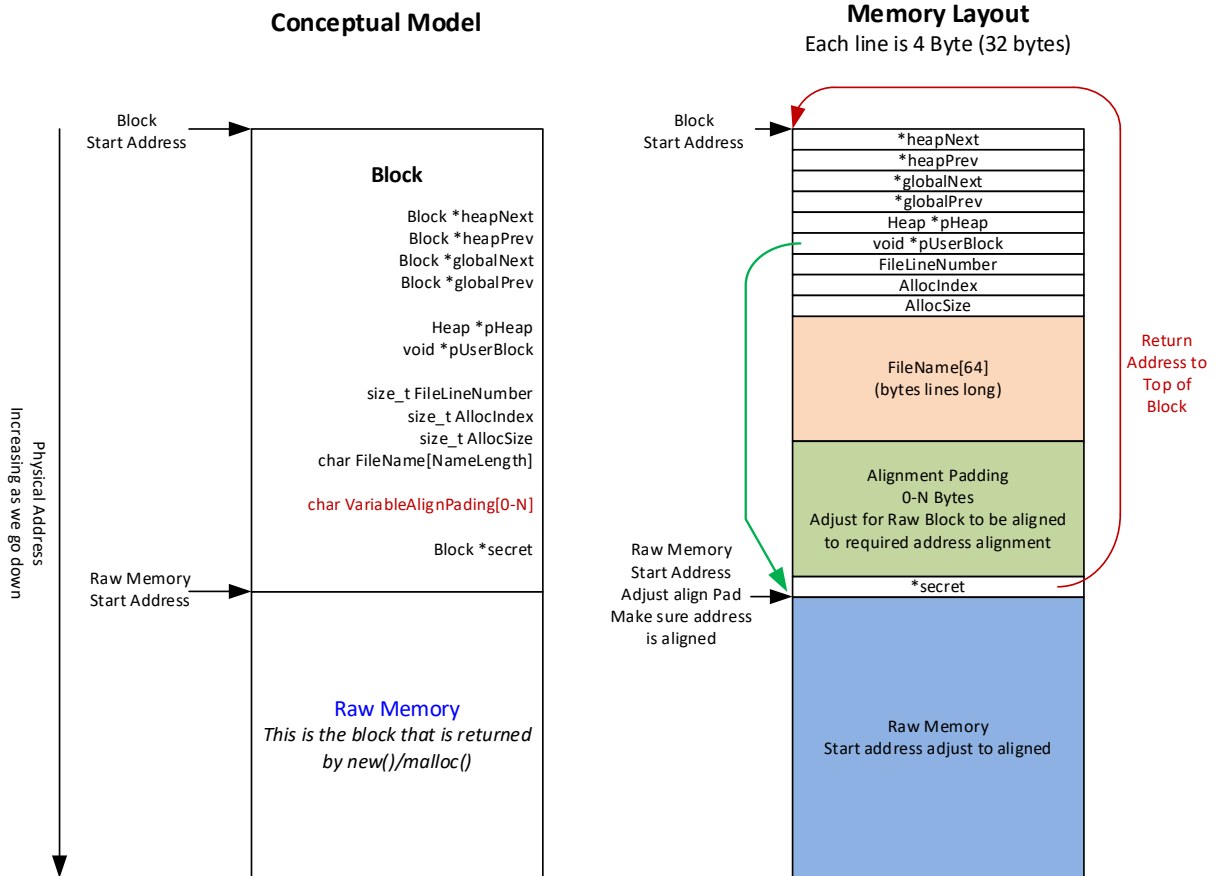 Conceptual Model
Block
Start Address
Block
Block *heapNext
Block *heapPrev
Block *globalNext
Block *globalPrev
Heap *pHeap
void *pUserBlock
size_t FileLineNumber
size_t AllocIndex
size_t AllocSize
char FileName[NameLength]
char VariableAlignPading[0-N]
Block *secret
Raw Memory
Start Address
Raw Memory
This is the block that is returned
by new()/malloc()
Physical Address
Increasing as we go down
Memory Layout
Each line is 4 Byte (32 bytes)
Block
Start Address
*heapNext
*heapPrev
*globalNext
*globalPrev
Heap *pHeap
void *pUserBlock
FileLineNumber
AllocIndex
AllocSize
FileName[64]
(bytes lines long)
Alignment Padding
0-N Bytes
Adjust for Raw Block to be aligned
to required address alignment
*secret
Raw Memory
Start Address
Adjust align Pad
Make sure address
is aligned
Raw Memory
Start address adjust to aligned
Return
Address to
Top of
Block